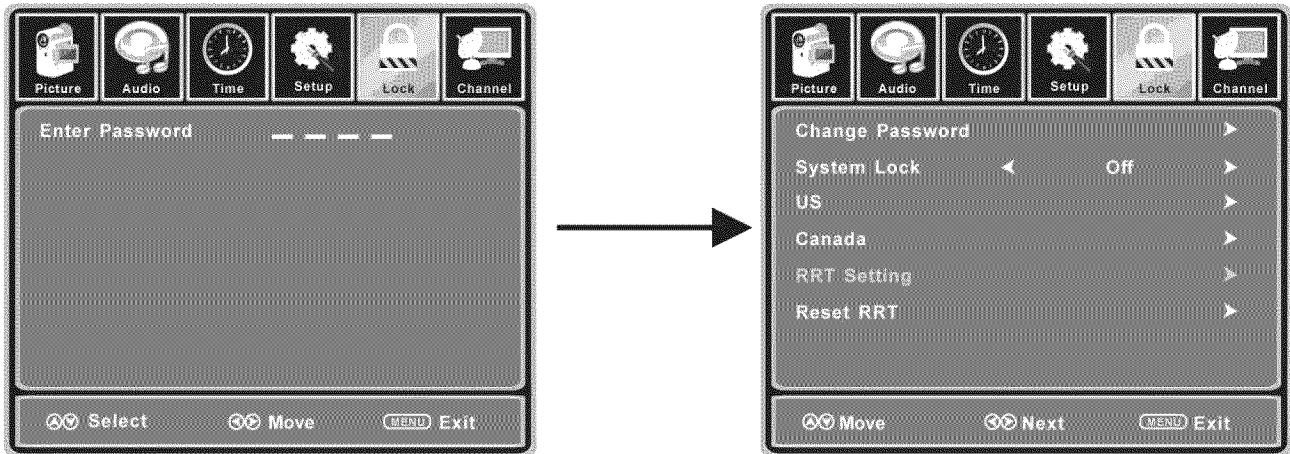 Picture Audio Time Setup Lock Channel
Enter Password _ _ _ _
Select Move MENU Exit
Picture Audio Time Setup Lock Channel
Change Password
System Lock Off
US
Canada
RRT Setting
Reset RRT
Move Next MENU Exit